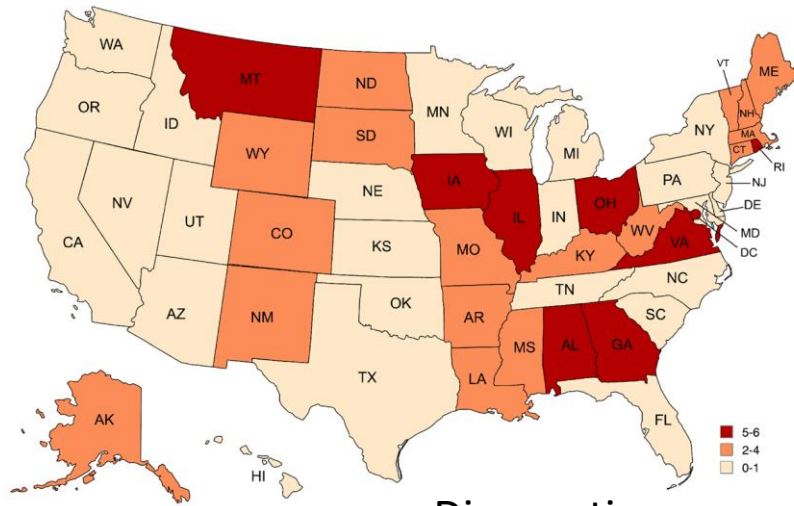 WA
MT
ND
MN
VT
ME
OR
ID
SD
WI
NH
NY
MA
CT
WY
MI
RI
IA
PA
NJ
NE
NV
OH
DE
UT
IL
IN
CO
WV
MD
CA
KS
MO
VA
KY
DC
TN
NC
AZ
OK
NM
AR
SC
MS
AL
GA
TX
LA
AK
FL
HI
5-6
2-4
0-1